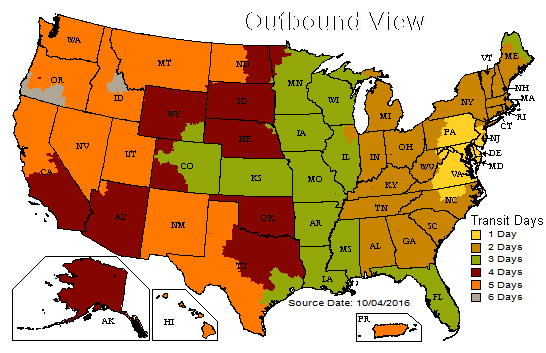 Outbound View
WA
MT
ND
MN
ME
VT
OR
ID
WY
SD
WI
MI
NY
NH
MA
RI
CT
NV
UT
CO
NE
IA
IL
IN
OH
PA
NJ
DE
MD
CA
AZ
NM
KS
MO
KY
WV
VA
NC
TN
OK
AR
SC
TX
LA
MS
AL
GA
FL
AK
HI
PR
Transit Days
1 Day
2 Days
3 Days
4 Days
5 Days
6 Days
Source Date: 10/04/2016